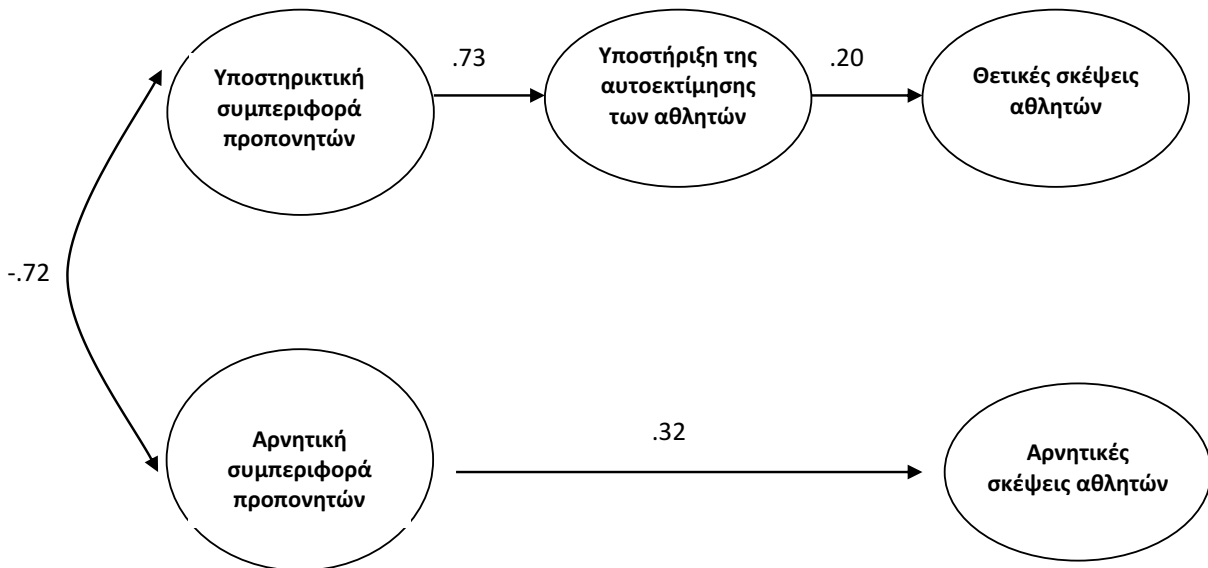 Υποστηρικτική
συμπεριφορά
προπονητών
.73
Υποστήριξη της
αυτοεκτίμησης
των αθλητών
.20
Θετικές σκέψεις
αθλητών
-.72
Αρνητική
συμπεριφορά
προπονητών
.32
Αρνητικές
σκέψεις αθλητών